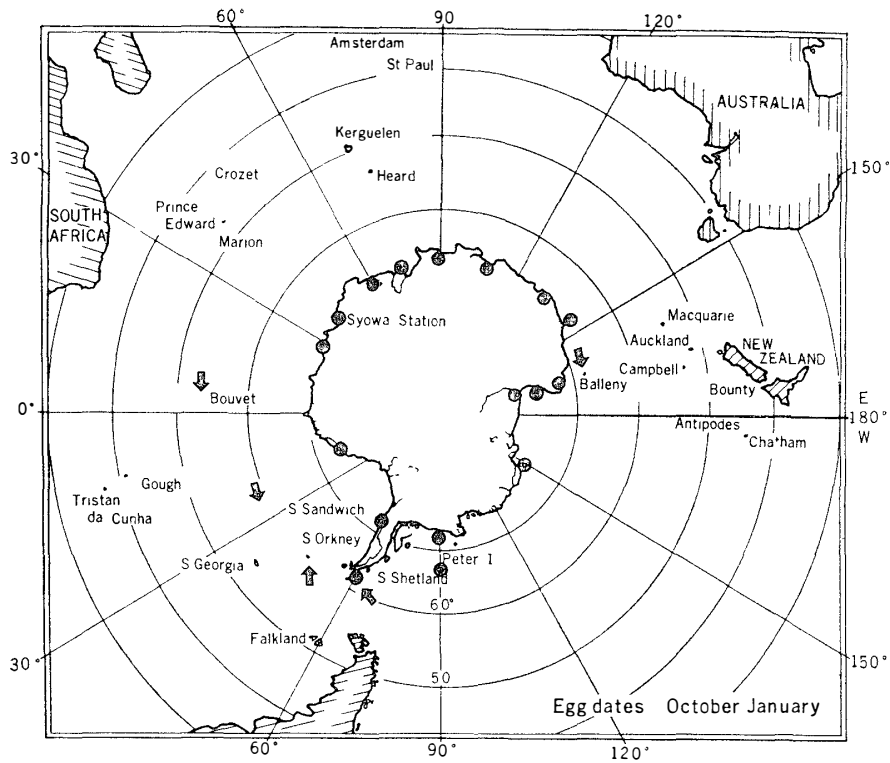 60°
90
120°
Amsterdam
St Paul
AUSTRALIA
Kerguelen
30°
150°
Heard
Crozet
Prince
Edward
SOUTH
AFRICA
Marion
Syowa Station
Macquarie
Auckland
NEW
ZEALAND
Campbell
Balleny
Bouvet
Bounty
0°
E
180°
W
Antipodes
Chatham
Gough
Tristan
da Cunha
S Sandwich
S Orkney
S Georgia
Peter I
S Shetland
60°
Falkland
30°
150°
50
Egg dates October January
60°
90°
120°